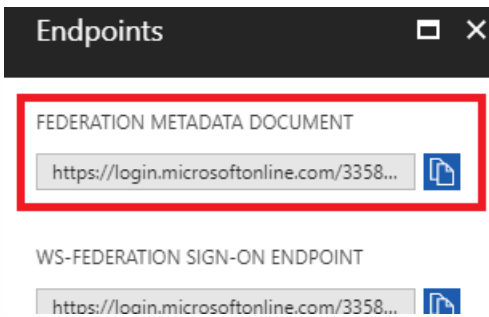 Endpoints
FEDERATION METADATA DOCUMENT
https://login.microsoftonline.com/3358...
WS-FEDERATION SIGN-ON ENDPOINT
https://login.microsoftonline.com/3358...